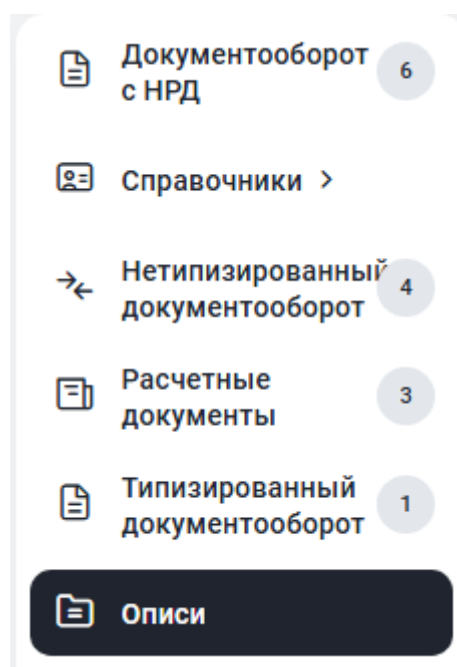 Документооборот
с НРД
6
Справочники >
Нетипизированный
документооборот
4
Расчетные
документы
3
Типизированный
документооборот
1
Описи